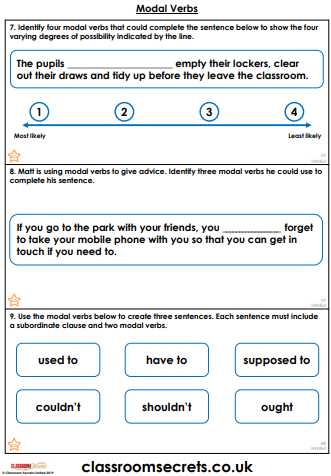 Modal Verbs
7. Identify four modal verbs that could complete the sentence below to show the four
varying degrees of possibility indicated by the line.
The pupils ____________________ empty their lockers, clear
out their draws and tidy up before they leave the classroom.
1 2 3 4
Most likely Least likely
8. Matt is using modal verbs to give advice. Identify three modal verbs he could use to
complete his sentence.
If you go to the park with your friends, you ____________ forget
to take your mobile phone with you so that you can get in
touch if you need to.
9. Use the modal verbs below to create three sentences. Each sentence must include
a subordinate clause and two modal verbs.
used to have to supposed to
couldn't shouldn't ought
classroomsecrets.co.uk